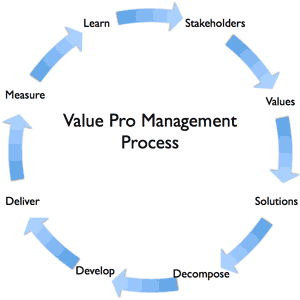 Learn
Stakeholders
Values
Solutions
Decompose
Develop
Deliver
Measure
Value Pro Management
Process